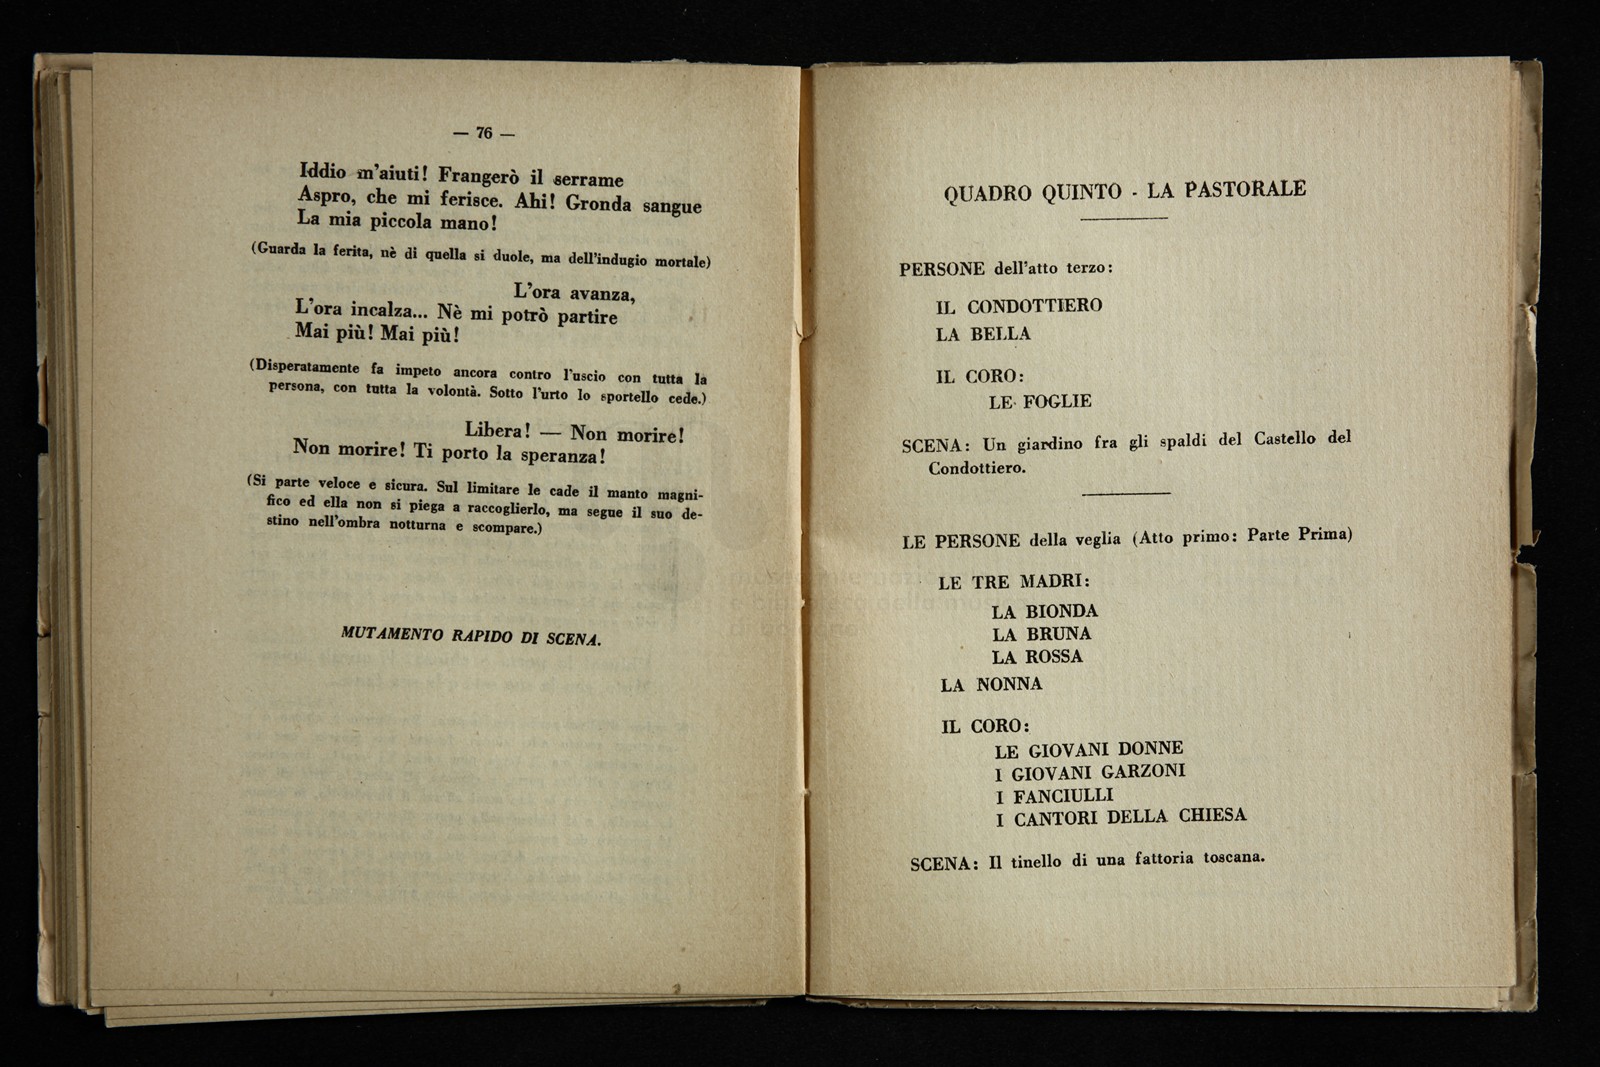 — 76 —
Iddio m'aiuti! Frangerò il serrame
Aspro, che mi ferisce. Ahi! Gronda sangue
La mia piccola mano!
(Guarda la ferita, nè di quella si duole, ma dell'indugio mortale)
L'ora avanza,
L'ora incalza... Nè mi potrò partire
Mai più! Mai più!
(Disperatamente fa impeto ancora contro l'uscio con tutta la
persona, con tutta la volontà. Sotto l'urto lo sportello cede.)
Libera! — Non morire!
Non morire! Ti porto la speranza!
(Si parte veloce e sicura. Sul limitare le cade il manto magni-
fico ed ella non si piega a raccoglierlo, ma segue il suo de-
stino nell'ombra notturna e scompare.)
MUTAMENTO RAPIDO DI SCENA.
QUADRO QUINTO - LA PASTORALE
PERSONE dell'atto terzo:
IL CONDOTTIERO
LA BELLA
IL CORO:
LE FOGLIE
SCENA: Un giardino fra gli spaldi del Castello del
Condottiero.
LE PERSONE della veglia (Atto primo: Parte Prima)
LE TRE MADRI:
LA BIONDA
LA BRUNA
LA ROSSA
LA NONNA
IL CORO:
LE GIOVANI DONNE
I GIOVANI GARZONI
I FANCIULLI
I CANTORI DELLA CHIESA
SCENA: Il tinello di una fattoria toscana.